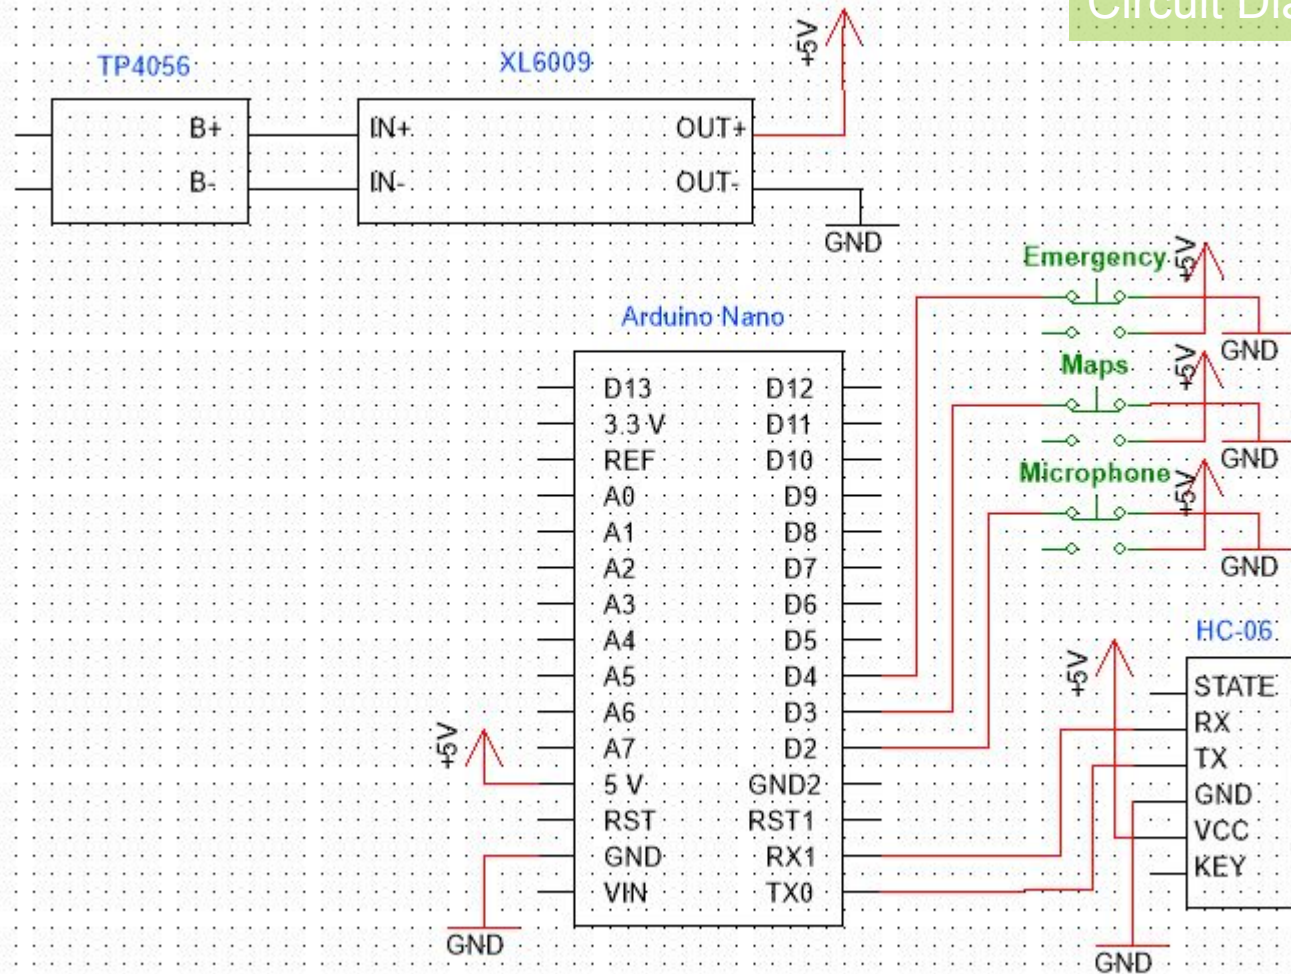 Circuit Dia
TP4056
XL6009
+5V
B+
IN+
OUT+
B-
IN-
OUT-
GND
Emergency
+5V
GND
Arduino Nano
Maps
+5V
GND
Microphone
+5V
GND
D13
D12
3.3 V
D11
REF
D10
A0
D9
A1
D8
A2
D7
A3
D6
A4
D5
A5
D4
A6
D3
A7
D2
5 V
GND2
RST
RST1
GND
RX1
VIN
TX0
+5V
GND
HC-06
+5V
STATE
RX
TX
GND
VCC
KEY
GND